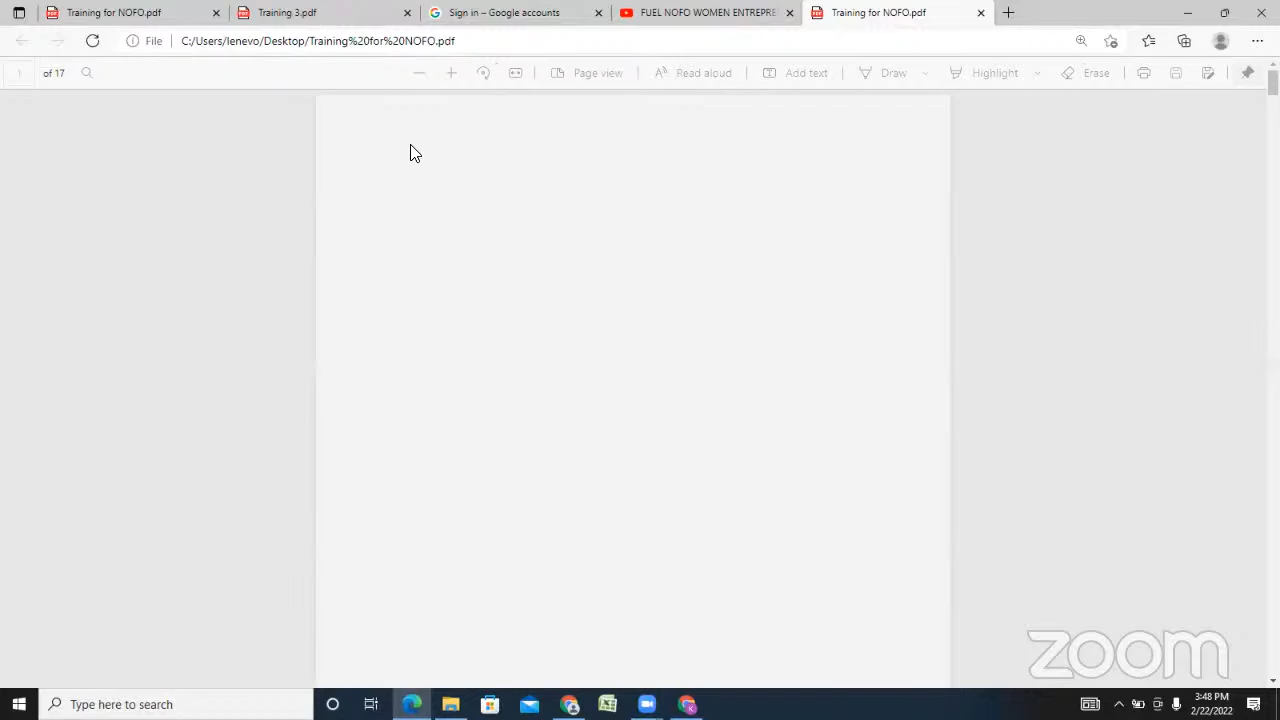 Training for NOFO.pdf
Training 3.pdf
Sign in – Google accounts
FUEL NOFO WOMEN ENTREPRE
Training for NOFO.pdf
File
C:/Users/lenevo/Desktop/Training%20for%20NOFO.pdf
1 of 17
Page view
Read aloud
Add text
Draw
Highlight
Erase
zoom
Type here to search
3:48 PM
2/22/2022